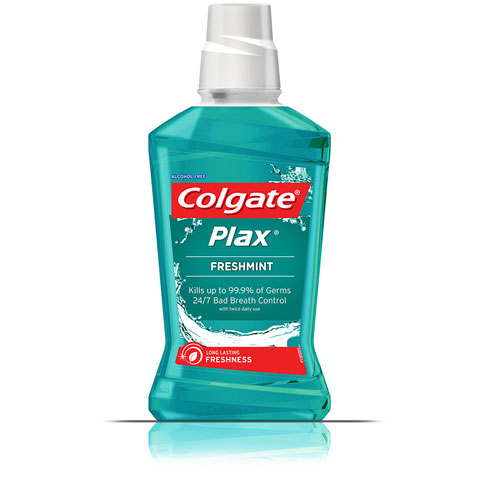 ALCOHOL FREE
Colgate®
Plax®
FRESHMINT
Kills up to 99.9% of Germs
24/7 Bad Breath Control
with twice daily use
LONG LASTING
FRESHNESS